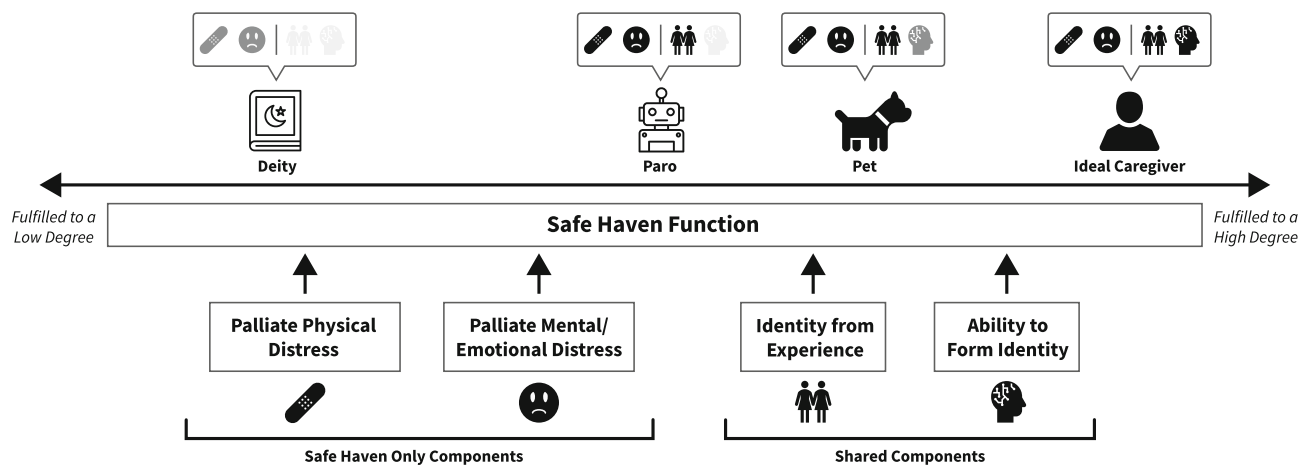 Deity
Paro
Pet
Ideal Caregiver
Fulfilled to a
Low Degree
Safe Haven Function
Fulfilled to a
High Degree
Palliate Physical
Distress
Palliate Mental/
Emotional Distress
Identity from
Experience
Ability to
Form Identity
Safe Haven Only Components
Shared Components